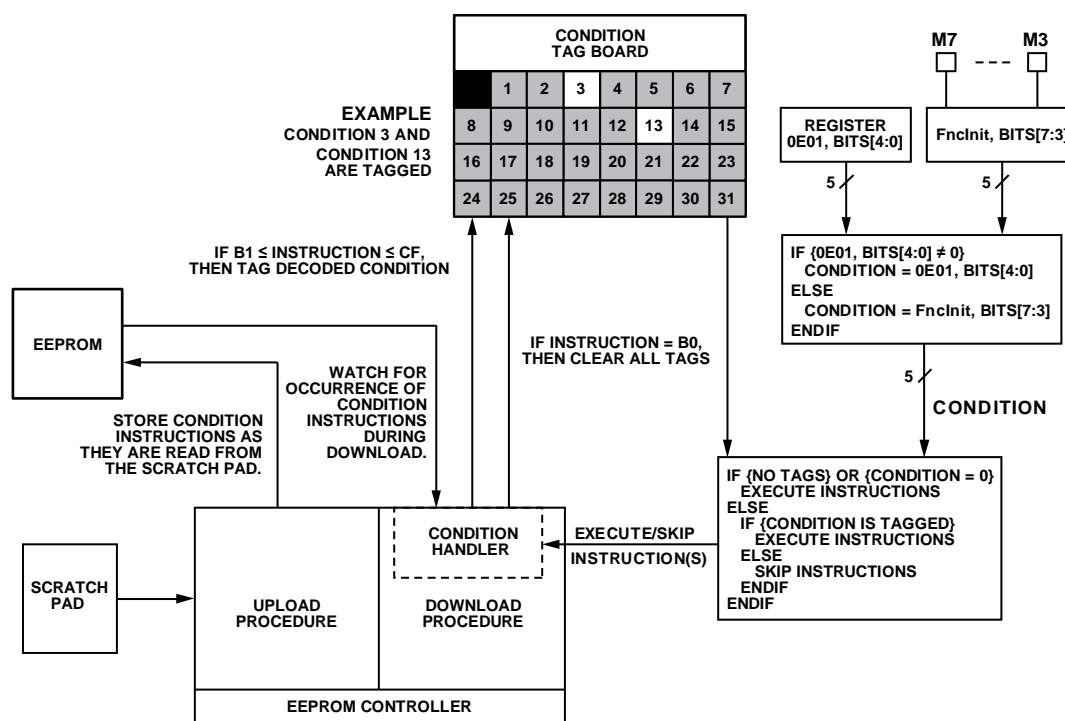 CONDITION
TAG BOARD
1 2 3 4 5 6 7
8 9 10 11 12 13 14 15
16 17 18 19 20 21 22 23
24 25 26 27 28 29 30 31
EXAMPLE
CONDITION 3 AND
CONDITION 13
ARE TAGGED
M7
M3
REGISTER
0E01, BITS[4:0]
FncInit, BITS[7:3]
5
5
IF {0E01, BITS[4:0] ≠ 0}
CONDITION = 0E01, BITS[4:0]
ELSE
CONDITION = FncInit, BITS[7:3]
ENDIF
5
CONDITION
IF B1 ≤ INSTRUCTION ≤ CF,
THEN TAG DECODED CONDITION
IF INSTRUCTION = B0,
THEN CLEAR ALL TAGS
EEPROM
WATCH FOR
OCCURRENCE OF
CONDITION
INSTRUCTIONS
DURING
DOWNLOAD.
STORE CONDITION
INSTRUCTIONS AS
THEY ARE READ FROM
THE SCRATCH PAD.
IF {NO TAGS} OR {CONDITION = 0}
EXECUTE INSTRUCTIONS
ELSE
IF {CONDITION IS TAGGED}
EXECUTE INSTRUCTIONS
ELSE
SKIP INSTRUCTIONS
ENDIF
ENDIF
EXECUTE/SKIP
INSTRUCTION(S)
CONDITION
HANDLER
SCRATCH
PAD
UPLOAD
PROCEDURE
DOWNLOAD
PROCEDURE
EEPROM CONTROLLER